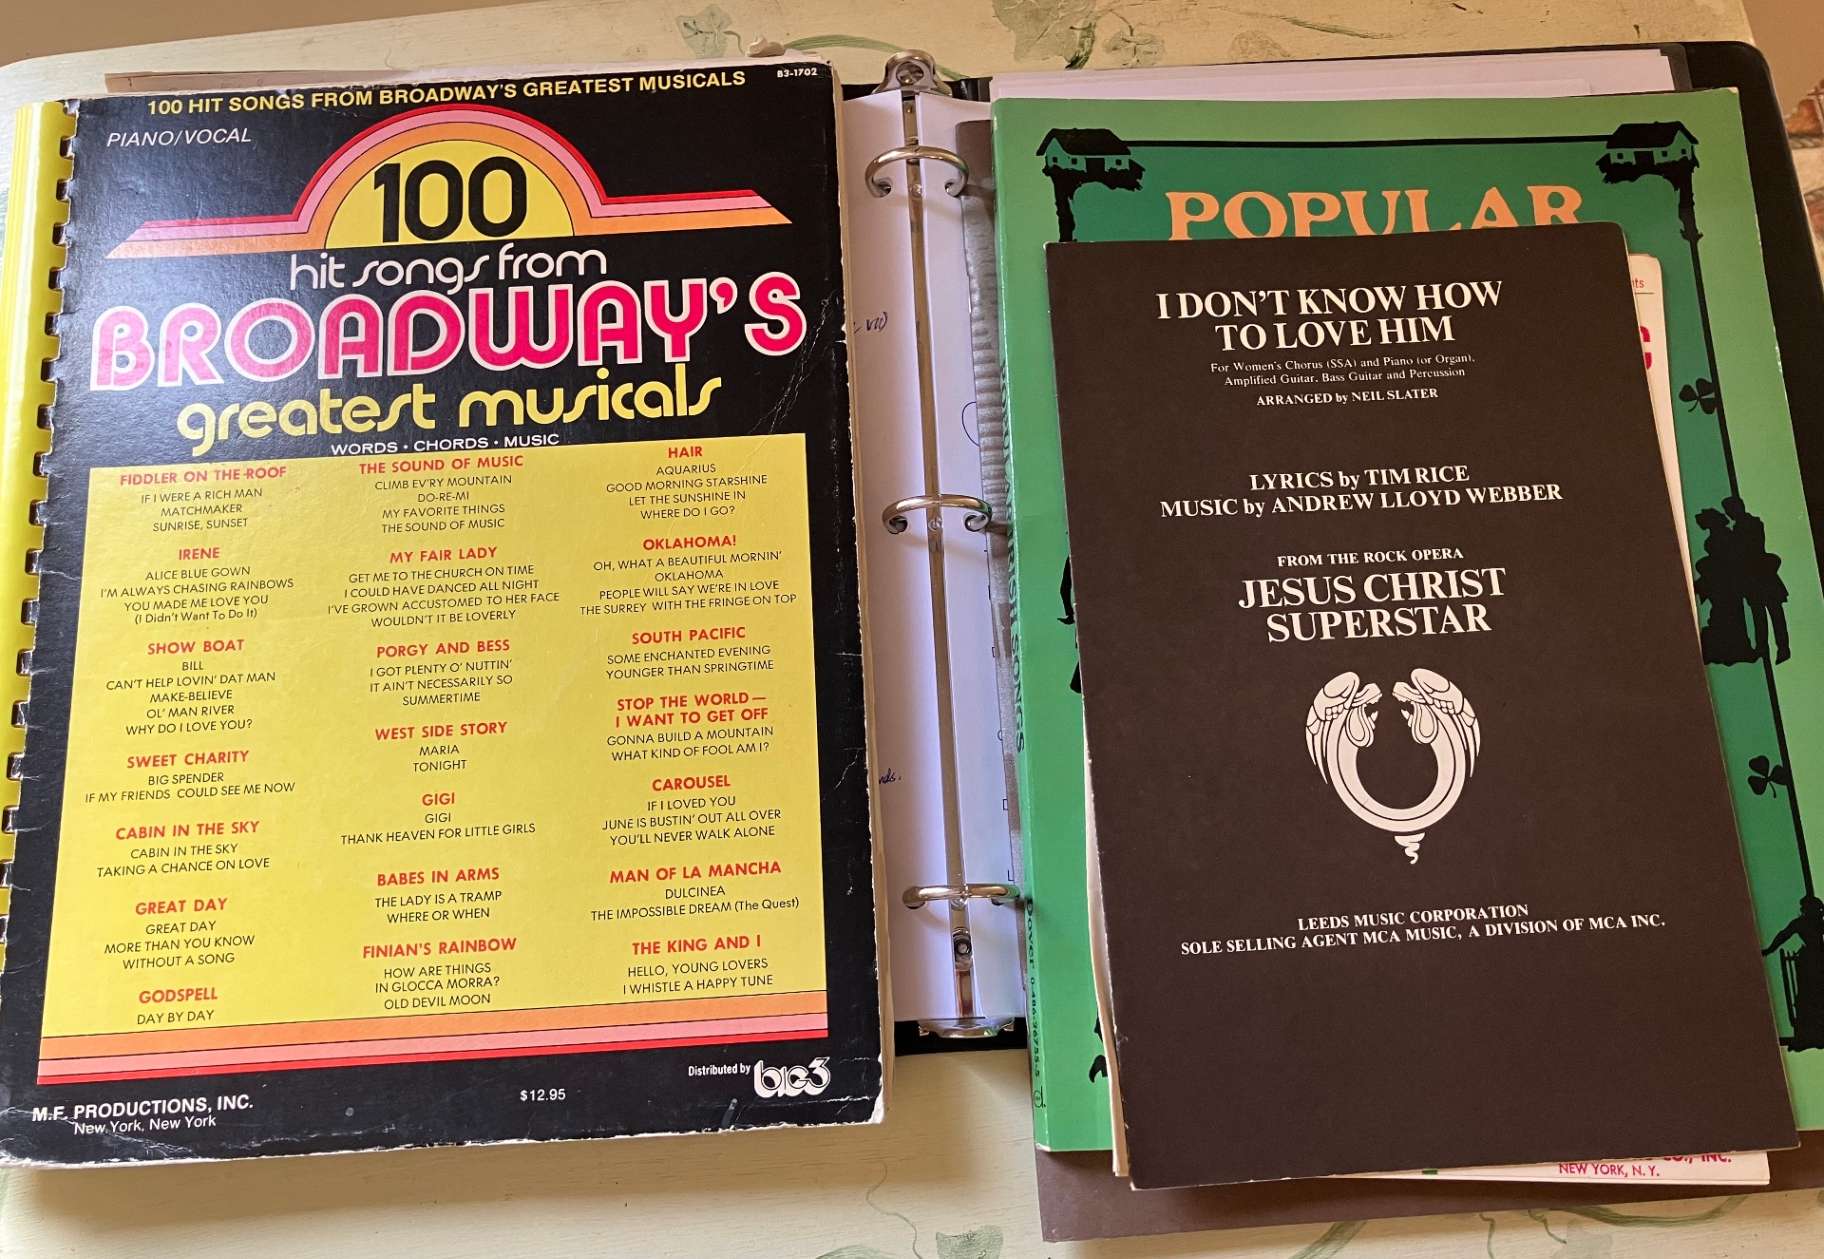 100 HIT SONGS FROM BROADWAY'S GREATEST MUSICALS
B3-1702
PIANO/VOCAL
100
hit songs from
BROADWAY'S
greatest musicals
WORDS • CHORDS • MUSIC
FIDDLER ON THE ROOF
IF I WERE A RICH MAN
MATCHMAKER
SUNRISE, SUNSET
IRENE
ALICE BLUE GOWN
I'M ALWAYS CHASING RAINBOWS
YOU MADE ME LOVE YOU
(I Didn't Want To Do It)
SHOW BOAT
BILL
CAN'T HELP LOVIN' DAT MAN
MAKE-BELIEVE
OL' MAN RIVER
WHY DO I LOVE YOU?
SWEET CHARITY
BIG SPENDER
IF MY FRIENDS COULD SEE ME NOW
CABIN IN THE SKY
CABIN IN THE SKY
TAKING A CHANCE ON LOVE
GREAT DAY
GREAT DAY
MORE THAN YOU KNOW
WITHOUT A SONG
GODSPELL
DAY BY DAY
THE SOUND OF MUSIC
CLIMB EV'RY MOUNTAIN
DO-RE-MI
MY FAVORITE THINGS
THE SOUND OF MUSIC
MY FAIR LADY
GET ME TO THE CHURCH ON TIME
I COULD HAVE DANCED ALL NIGHT
I'VE GROWN ACCUSTOMED TO HER FACE
WOULDN'T IT BE LOVERLY
PORGY AND BESS
I GOT PLENTY O' NUTTIN'
IT AIN'T NECESSARILY SO
SUMMERTIME
WEST SIDE STORY
MARIA
TONIGHT
GIGI
GIGI
THANK HEAVEN FOR LITTLE GIRLS
BABES IN ARMS
THE LADY IS A TRAMP
WHERE OR WHEN
FINIAN'S RAINBOW
HOW ARE THINGS
IN GLOCCA MORRA?
OLD DEVIL MOON
HAIR
AQUARIUS
GOOD MORNING STARSHINE
LET THE SUNSHINE IN
WHERE DO I GO?
OKLAHOMA!
OH, WHAT A BEAUTIFUL MORNIN'
OKLAHOMA
PEOPLE WILL SAY WE'RE IN LOVE
THE SURREY WITH THE FRINGE ON TOP
SOUTH PACIFIC
SOME ENCHANTED EVENING
YOUNGER THAN SPRINGTIME
STOP THE WORLD—
I WANT TO GET OFF
GONNA BUILD A MOUNTAIN
WHAT KIND OF FOOL AM I?
CAROUSEL
IF I LOVED YOU
JUNE IS BUSTIN' OUT ALL OVER
YOU'LL NEVER WALK ALONE
MAN OF LA MANCHA
DULCINEA
THE IMPOSSIBLE DREAM (The Quest)
THE KING AND I
HELLO, YOUNG LOVERS
I WHISTLE A HAPPY TUNE
M.F. PRODUCTIONS, INC.
New York, New York
$12.95
Distributed by big3
POPULAR
SONGS
I DON'T KNOW HOW
TO LOVE HIM
For Women's Chorus (SSA) and Piano (or Organ),
Amplified Guitar, Bass Guitar and Percussion
ARRANGED by NEIL SLATER
LYRICS by TIM RICE
MUSIC by ANDREW LLOYD WEBBER
FROM THE ROCK OPERA
JESUS CHRIST
SUPERSTAR
LEEDS MUSIC CORPORATION
SOLE SELLING AGENT MCA MUSIC, A DIVISION OF MCA INC.
CO., INC.
NEW YORK, N.Y.